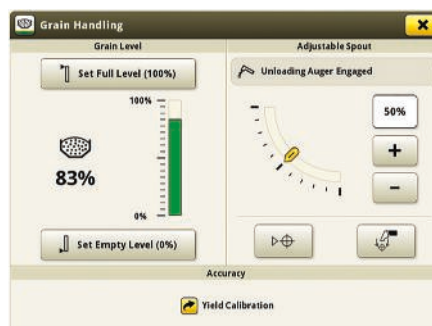 Grain Handling
Grain Level
Set Full Level (100%)
100%
83%
0%
Set Empty Level (0%)
Adjustable Spout
Unloading Auger Engaged
50%
+
-
Accuracy
Yield Calibration